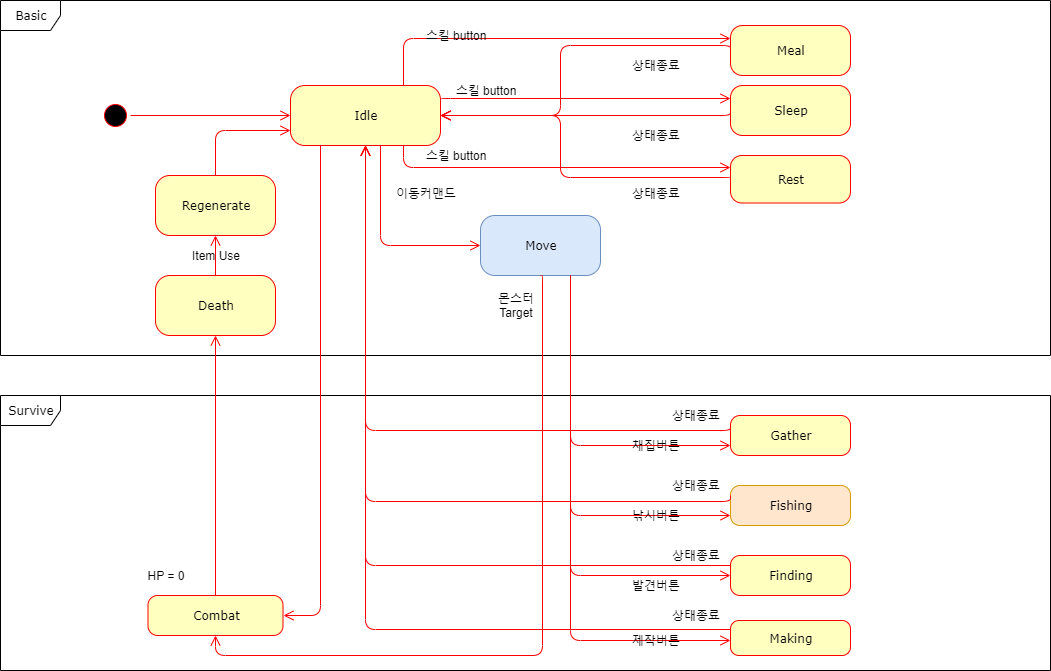 Basic
스킬 button
Meal
상태종료
스킬 button
Idle
Sleep
상태종료
스킬 button
Rest
이동커맨드
상태종료
Regenerate
Move
Item Use
Death
몬스터
Target
Survive
상태종료
Gather
채집버튼
상태종료
Fishing
낚시버튼
상태종료
HP = 0
Finding
발견버튼
Combat
상태종료
Making
제작버튼